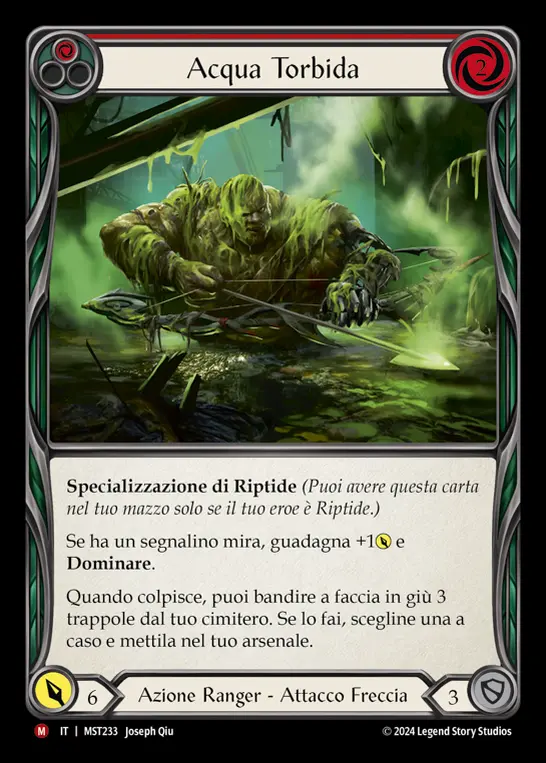 Acqua Torbida
2
Specializzazione di Riptide (Puoi avere questa carta
nel tuo mazzo solo se il tuo eroe è Riptide.)
Se ha un segnalino mira, guadagna +1 e
Dominare.
Quando colpisce, puoi bandire a faccia in giù 3
trappole dal tuo cimitero. Se lo fai, scegline una a
caso e mettila nel tuo arsenale.
6
Azione Ranger - Attacco Freccia
3
M IT | MST233 Joseph Qiu
© 2024 Legend Story Studios